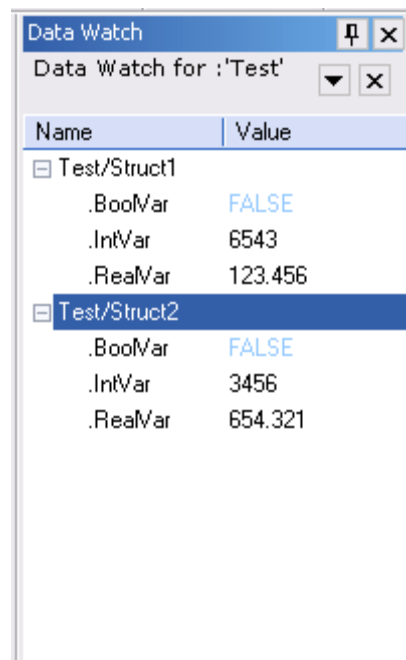 Data Watch
Data Watch for :'Test'
Name Value
Test/Struct1
.BoolVar FALSE
.IntVar 6543
.RealVar 123.456
Test/Struct2
.BoolVar FALSE
.IntVar 3456
.RealVar 654.321